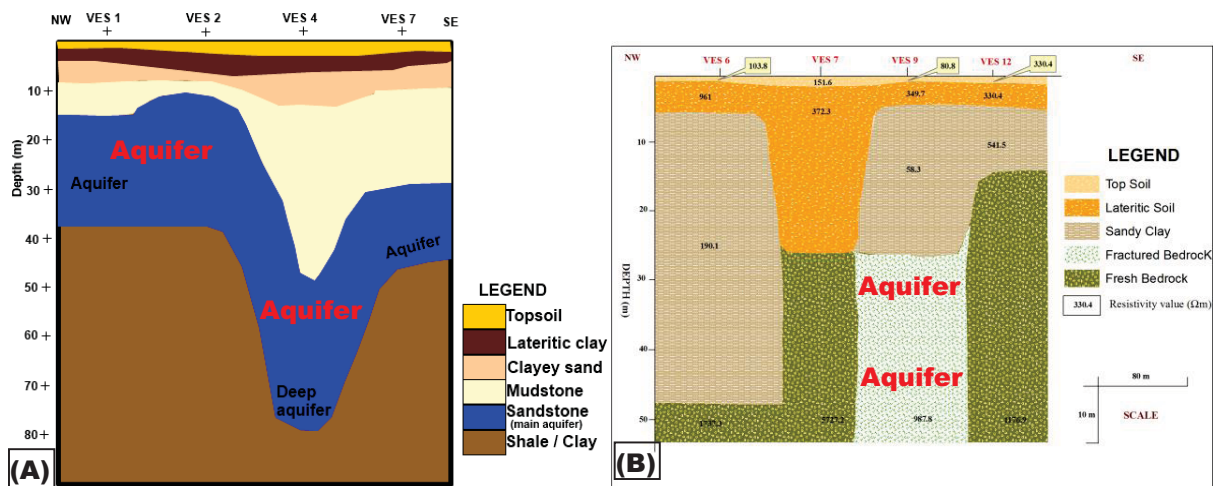 NW VES 1 VES 2 VES 4 VES 7 SE
Depth (m)
10
20
30
40
50
60
70
80
Aquifer
Aquifer
Aquifer
Aquifer
Deep
aquifer
LEGEND
Topsoil
Lateritic clay
Clayey sand
Mudstone
Sandstone
(main aquifer)
Shale / Clay
(A)
NW VES 6 VES 7 VES 9 VES 12 SE
103.8 80.8 330.4
151.6
961 372.3 349.7 330.4
541.5
58.3
190.1
987.8
10
20
30
40
50
DEPTH (m)
Aquifer
Aquifer
LEGEND
Top Soil
Lateritic Soil
Sandy Clay
Fractured BedrocK
Fresh Bedrock
330.4 Resistivity value (Ωm)
80 m
10 m
SCALE
(B)